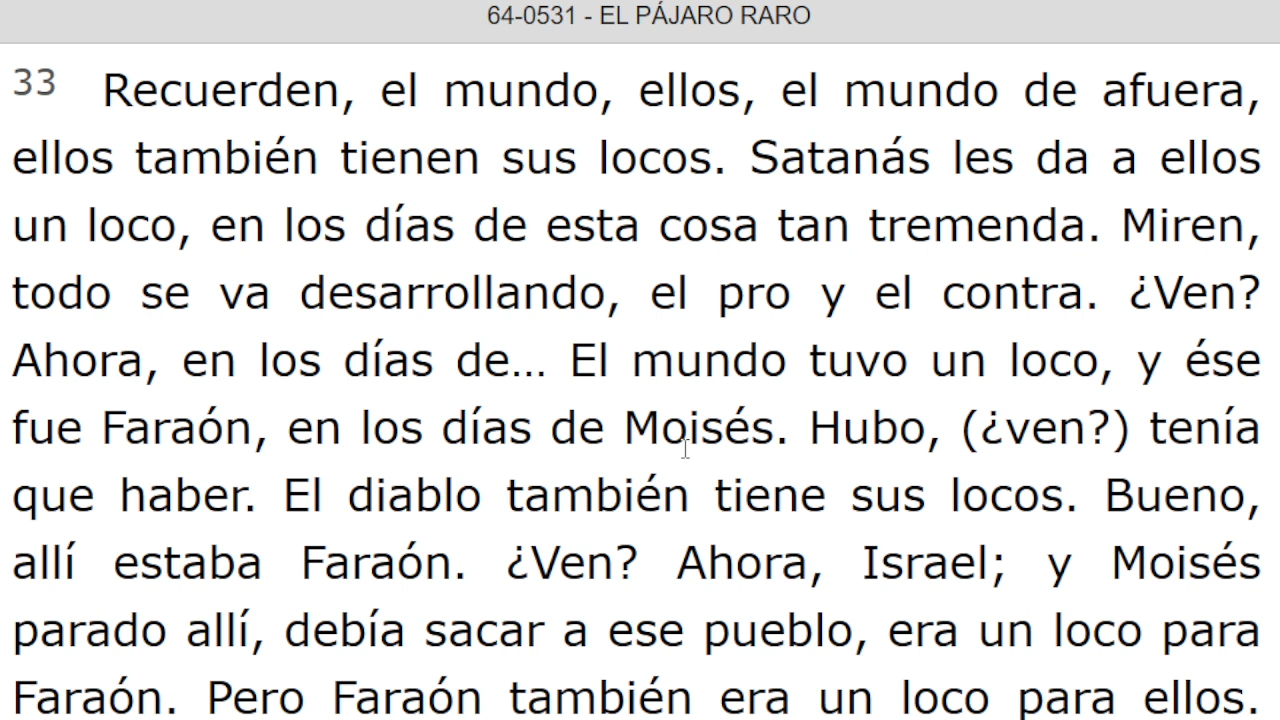 64-0531 - EL PÁJARO RARO
33 Recuerden, el mundo, ellos, el mundo de afuera,
ellos también tienen sus locos. Satanás les da a ellos
un loco, en los días de esta cosa tan tremenda. Miren,
todo se va desarrollando, el pro y el contra. ¿Ven?
Ahora, en los días de... El mundo tuvo un loco, y ése
fue Faraón, en los días de Moisés. Hubo, (¿ven?) tenía
que haber. El diablo también tiene sus locos. Bueno,
allí estaba Faraón. ¿Ven? Ahora, Israel; y Moisés
parado allí, debía sacar a ese pueblo, era un loco para
Faraón. Pero Faraón también era un loco para ellos.